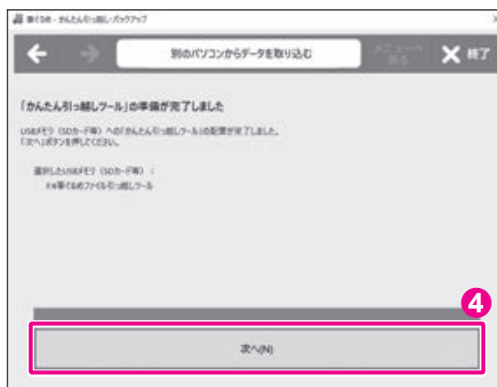 筆ぐるめ - かんたん引っ越し・バックアップ
別のパソコンからデータを取り込む
メニューへ
戻る
終了
「かんたん引っ越しツール」の準備が完了しました
USBメモリ（SDカード等）への「かんたん引っ越しツール」の配置が完了しました。
「次へ」ボタンを押してください。
選択したUSBメモリ（SDカード等）：
E:¥筆ぐるめファイル引っ越しツール
4
次へ(N)